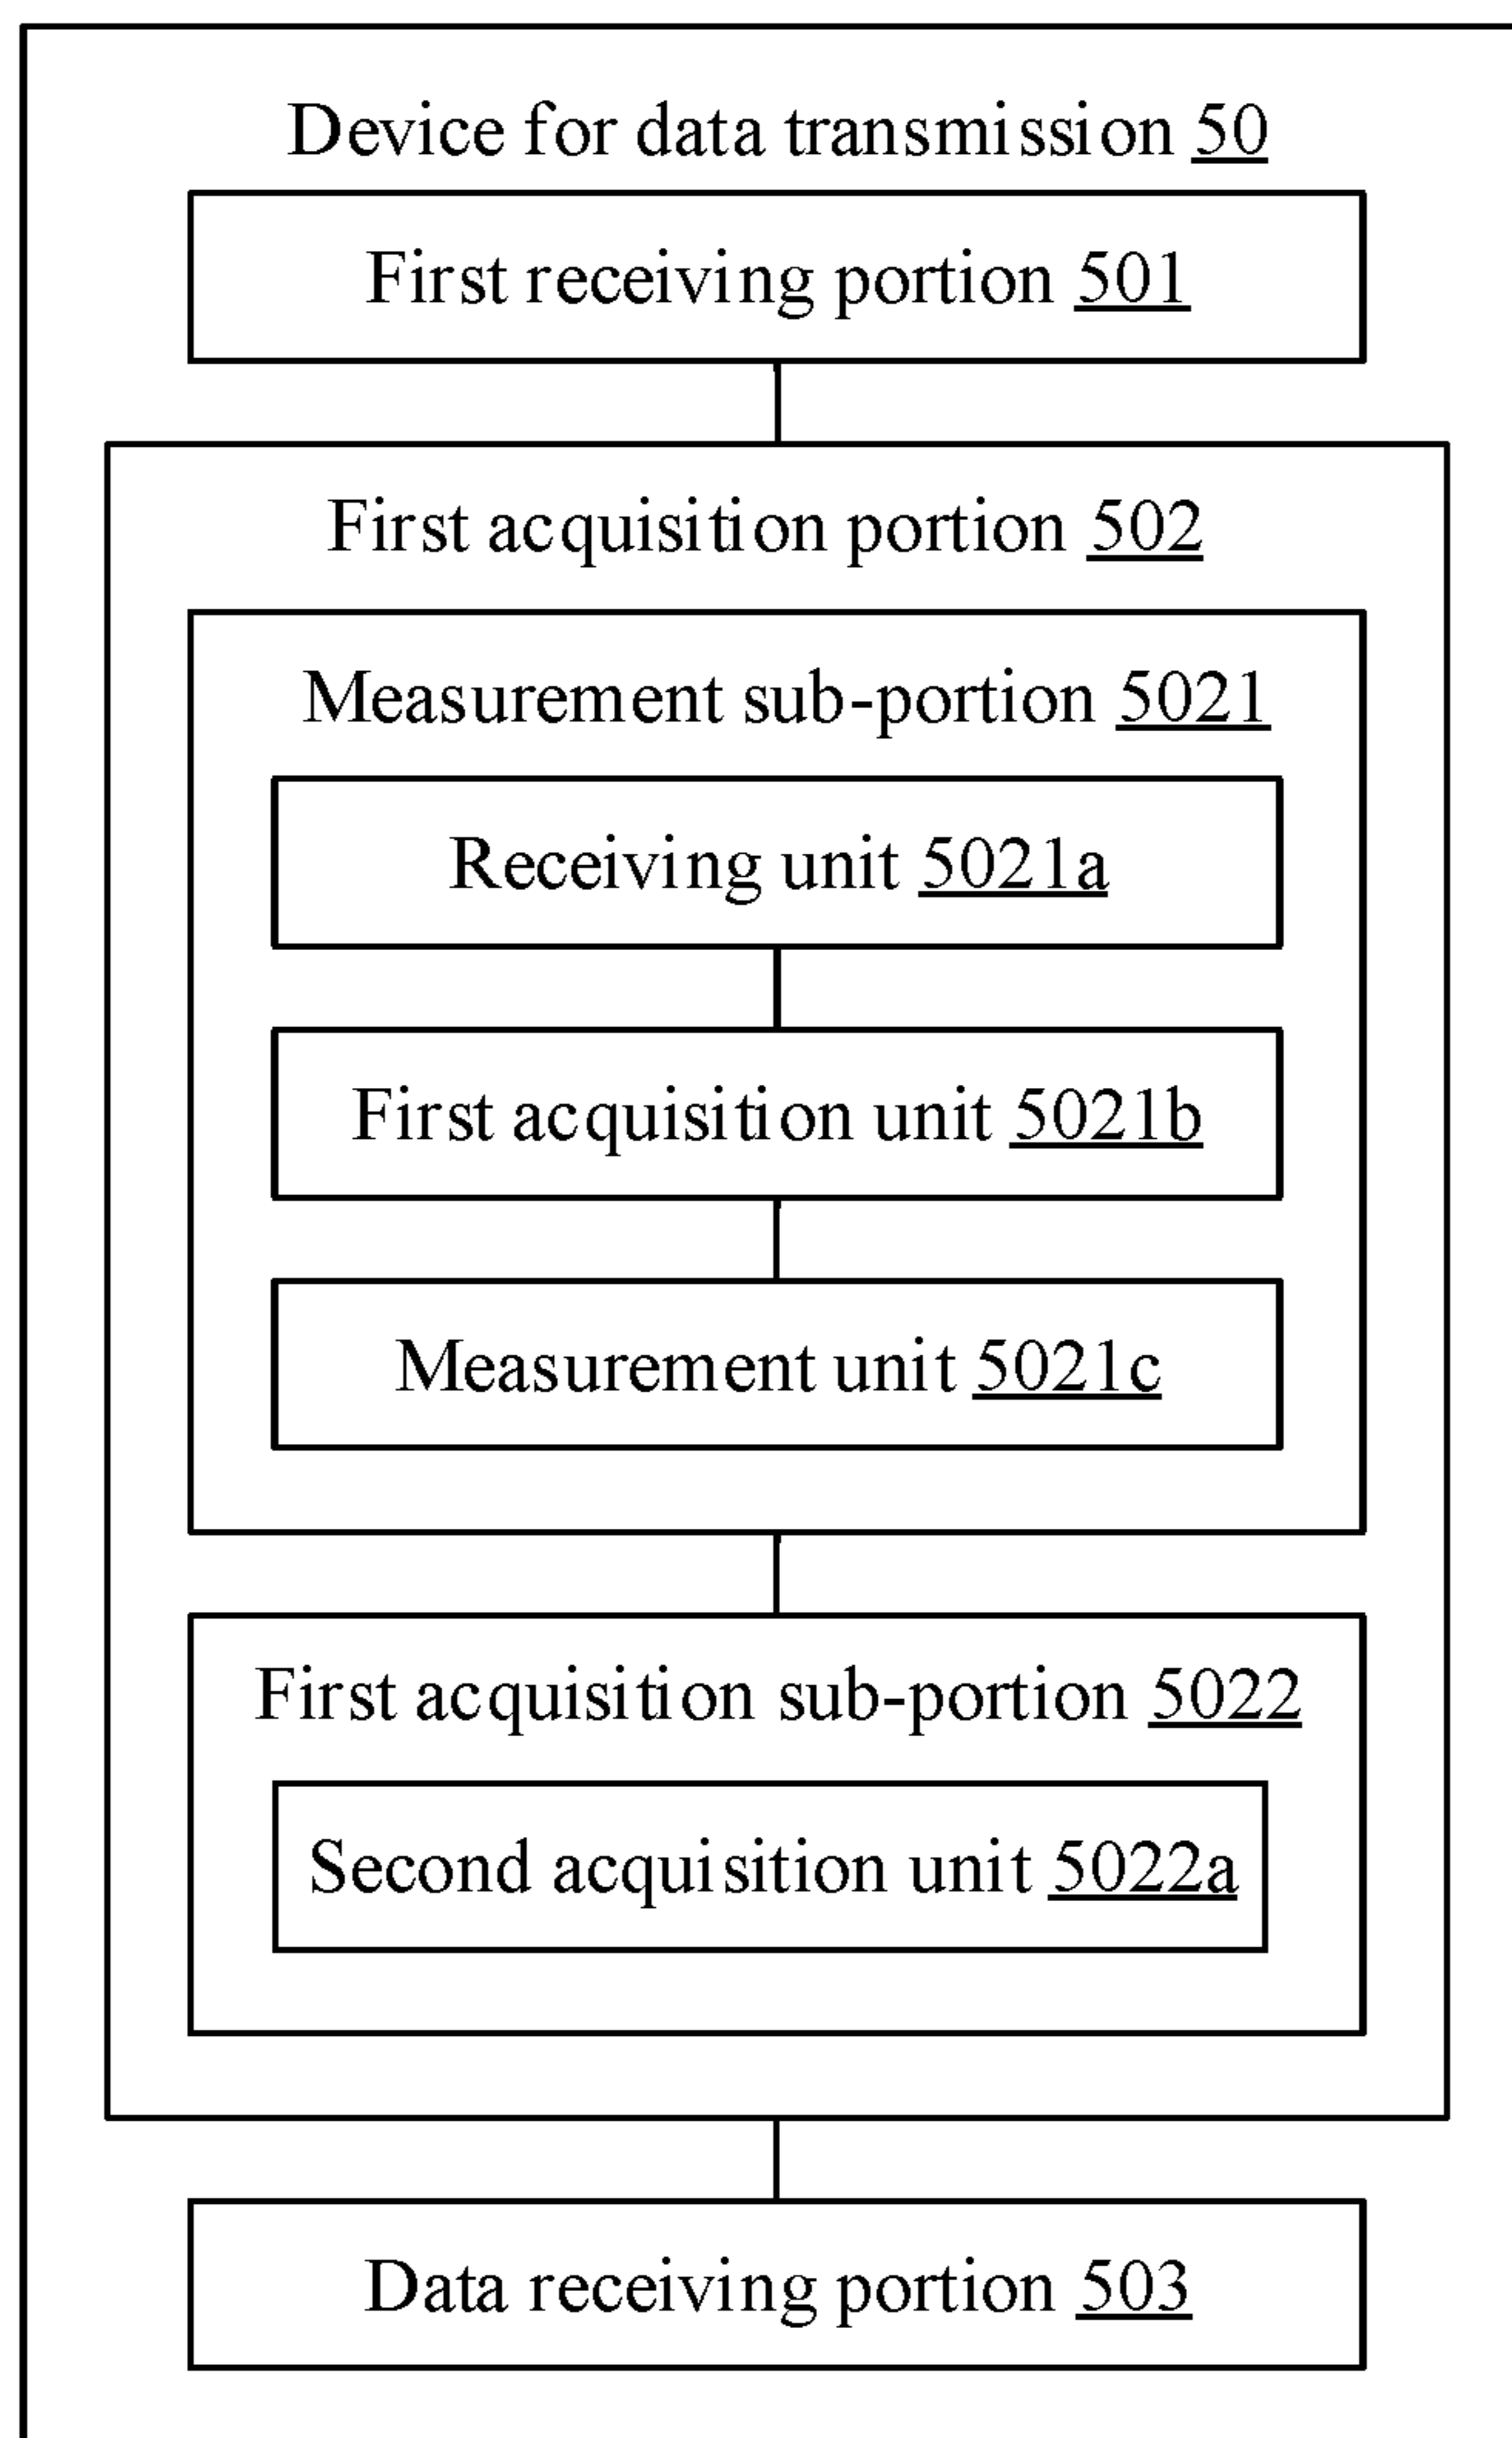 Device for data transmission 50
First receiving portion 501
First acquisition portion 502
Measurement sub-portion 5021
Receiving unit 5021a
First acquisition unit 5021b
Measurement unit 5021c
First acquisition sub-portion 5022
Second acquisition unit 5022a
Data receiving portion 503